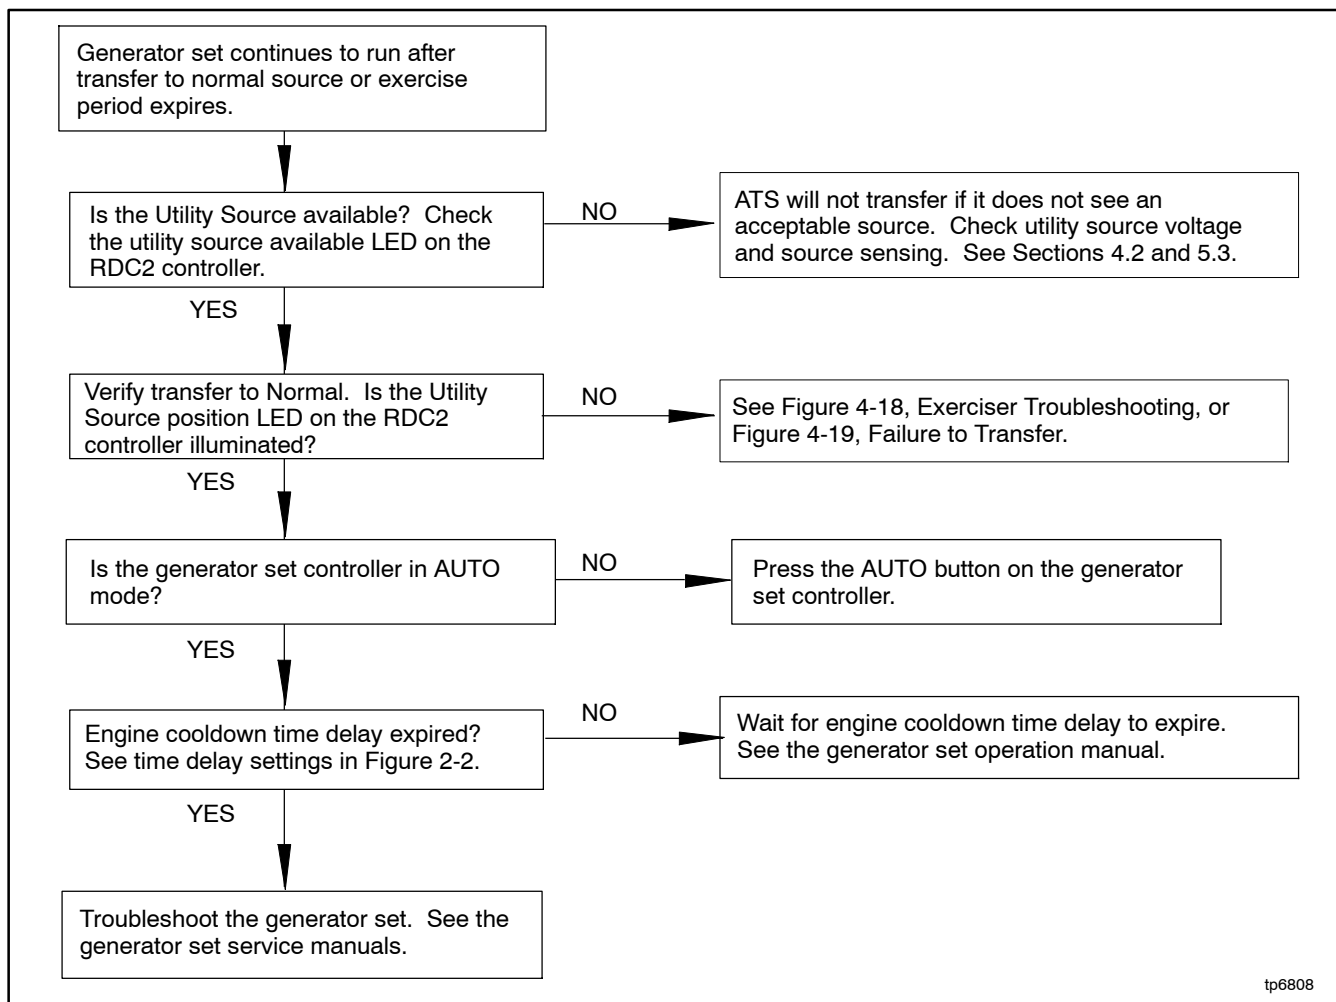 Generator set continues to run after
transfer to normal source or exercise
period expires.
Is the Utility Source available?  Check
the utility source available LED on the
RDC2 controller.
NO
ATS will not transfer if it does not see an
acceptable source.  Check utility source voltage
and source sensing.  See Sections 4.2 and 5.3.
YES
Verify transfer to Normal.  Is the Utility
Source position LED on the RDC2
controller illuminated?
NO
See Figure 4-18, Exerciser Troubleshooting, or
Figure 4-19, Failure to Transfer.
YES
Is the generator set controller in AUTO
mode?
NO
Press the AUTO button on the generator
set controller.
YES
Engine cooldown time delay expired?
See time delay settings in Figure 2-2.
NO
Wait for engine cooldown time delay to expire.
See the generator set operation manual.
YES
Troubleshoot the generator set.  See the
generator set service manuals.
tp6808